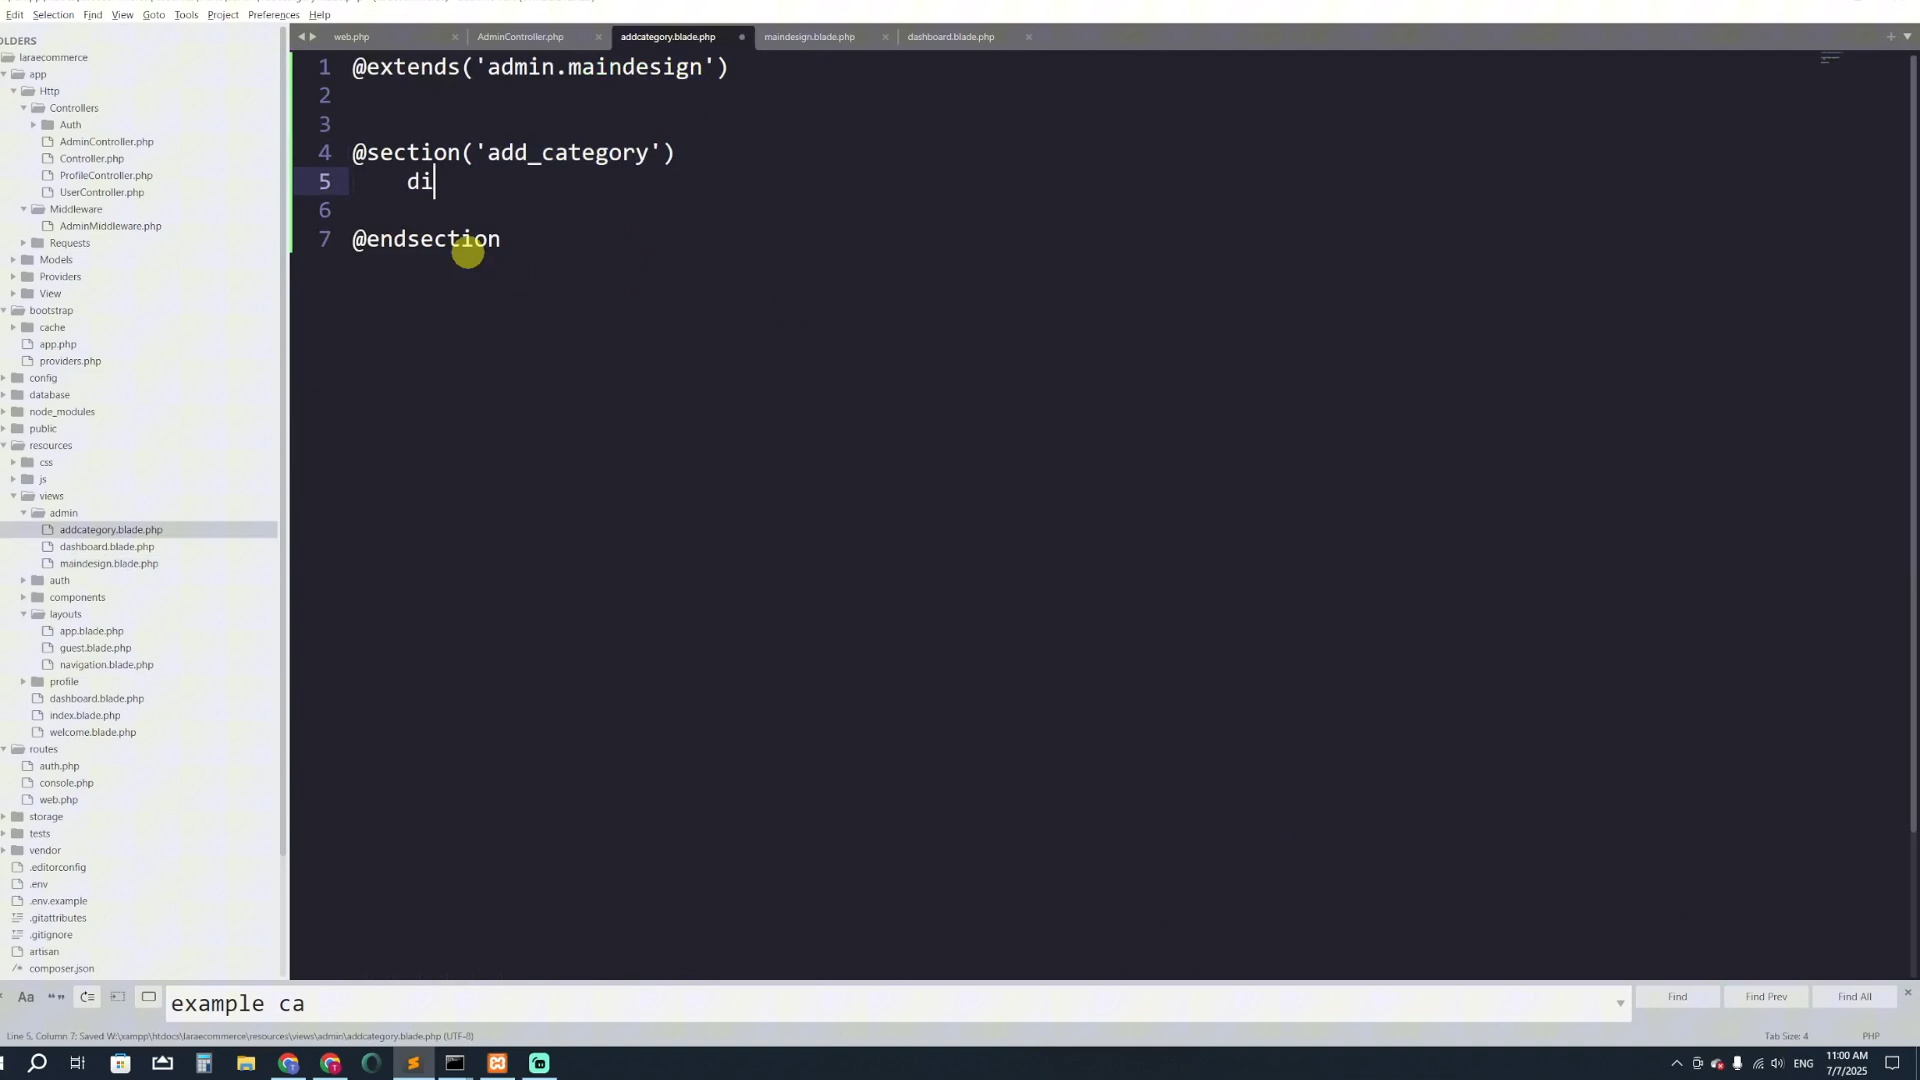 Edit Selection Find View Goto Tools Project Preferences Help
OLDERS
laraecommerce
app
Http
Controllers
Auth
AdminController.php
Controller.php
ProfileController.php
UserController.php
Middleware
AdminMiddleware.php
Requests
Models
Providers
View
bootstrap
cache
app.php
providers.php
config
database
node_modules
public
resources
css
js
views
admin
addcategory.blade.php
dashboard.blade.php
maindesign.blade.php
auth
components
layouts
app.blade.php
guest.blade.php
navigation.blade.php
profile
dashboard.blade.php
index.blade.php
welcome.blade.php
routes
auth.php
console.php
web.php
storage
tests
vendor
.editorconfig
.env
.env.example
.gitattributes
.gitignore
artisan
composer.json
web.php AdminController.php addcategory.blade.php maindesign.blade.php dashboard.blade.php
1 @extends('admin.maindesign')
2
3
4 @section('add_category')
5 di
6
7 @endsection
Aa example ca Find Find Prev Find All
Line 5, Column 7; Saved W:\xampp\htdocs\laraecommerce\resources\views\admin\addcategory.blade.php (UTF-8) Tab Size: 4 PHP
ENG 11:00 AM
7/7/2025